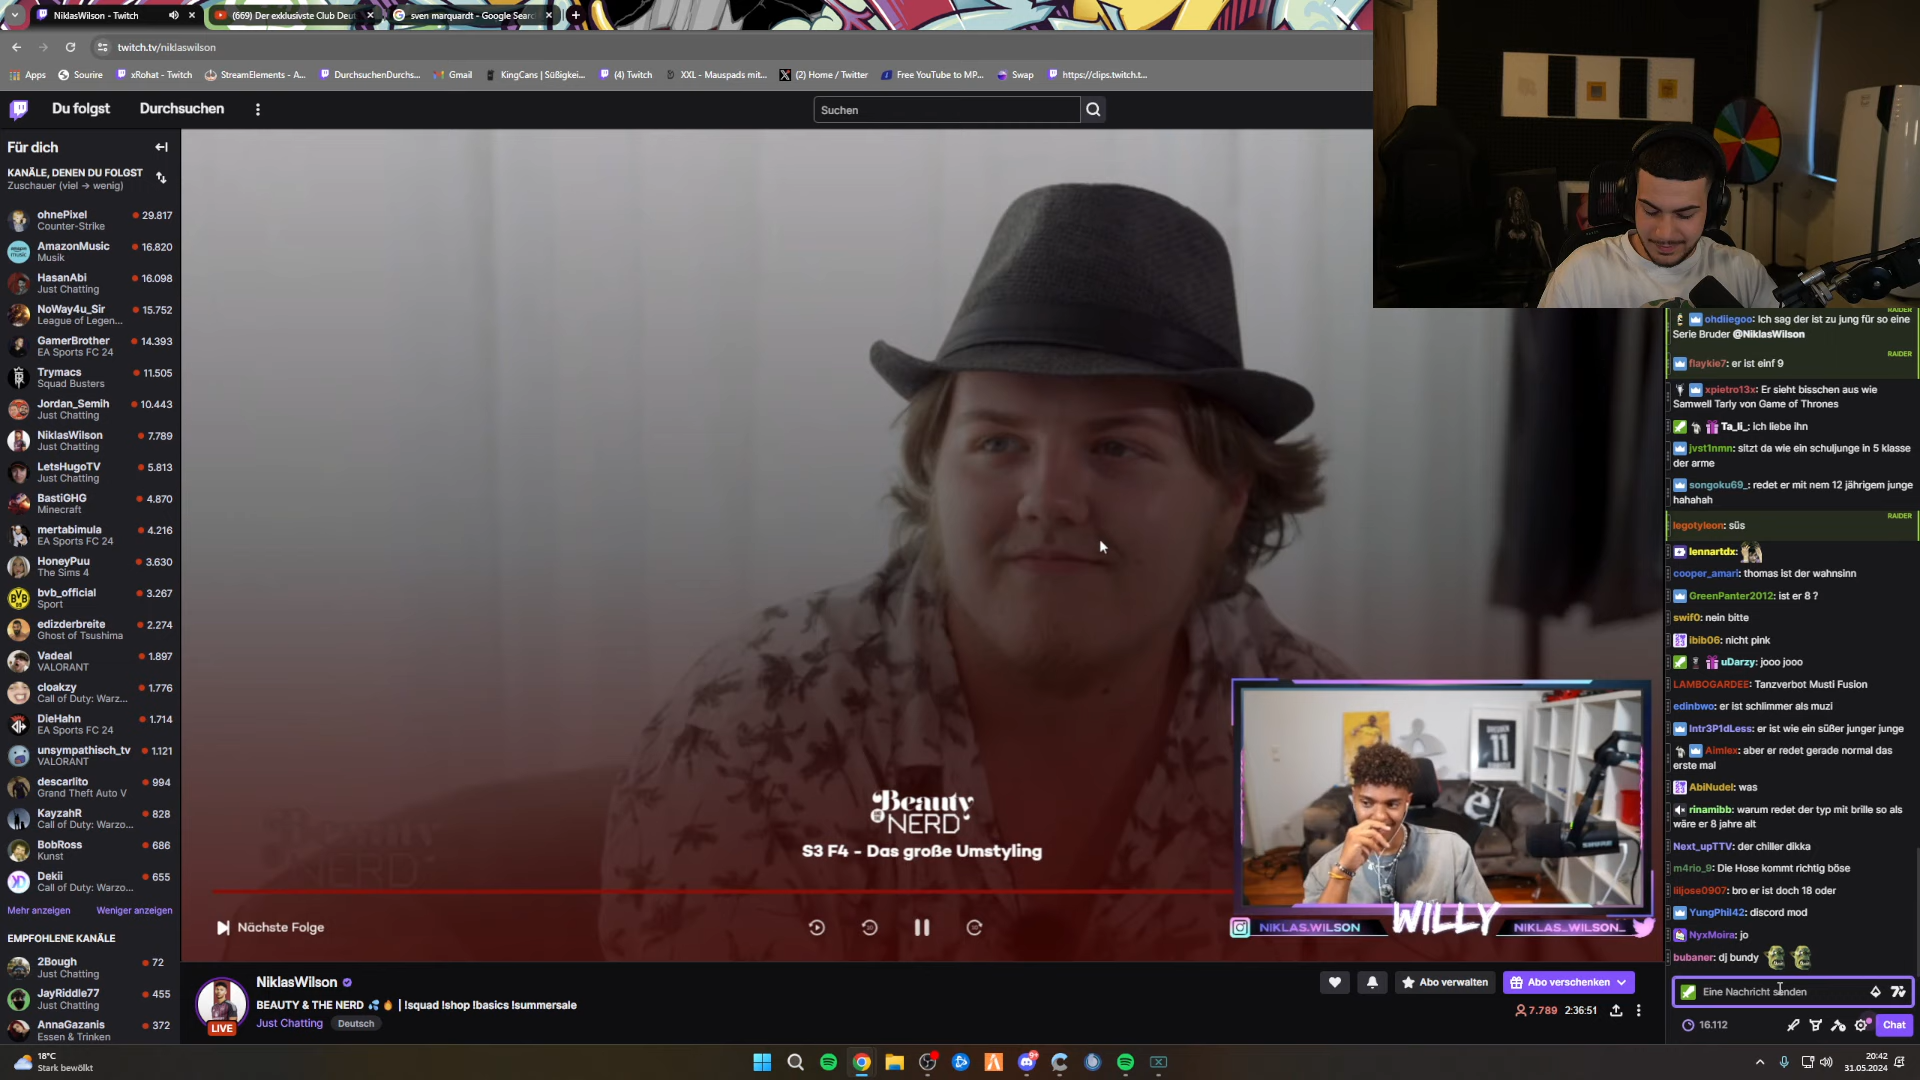 NiklasWilson - Twitch
(669) Der exklusivste Club Deut
sven marquardt - Google Search
twitch.tv/niklaswilson
Apps
Sourire
xRohat - Twitch
StreamElements - A...
DurchsuchenDurchs...
Gmail
KingCans | Süßigkei...
(4) Twitch
XXL - Mauspads mit...
(2) Home / Twitter
Free YouTube to MP...
Swap
https://clips.twitch.t...
Du folgst
Durchsuchen
Suchen
Für dich
KANÄLE, DENEN DU FOLGST
Zuschauer (viel → wenig)
ohnePixel 29.817
Counter-Strike
AmazonMusic 16.820
Musik
HasanAbi 16.098
Just Chatting
NoWay4u_Sir 15.752
League of Legen...
GamerBrother 14.393
EA Sports FC 24
Trymacs 11.505
Squad Busters
Jordan_Semih 10.443
Just Chatting
NiklasWilson 7.789
Just Chatting
LetsHugoTV 5.813
Just Chatting
BastiGHG 4.870
Minecraft
mertabimula 4.216
EA Sports FC 24
HoneyPuu 3.630
The Sims 4
bvb_official 3.267
Sport
edizderbreite 2.274
Ghost of Tsushima
Vadeal 1.897
VALORANT
cloakzy 1.776
Call of Duty: Warz...
DieHahn 1.714
EA Sports FC 24
unsympathisch_tv 1.121
VALORANT
descarlito 994
Grand Theft Auto V
KayzahR 828
Call of Duty: Warzo...
BobRoss 686
Kunst
Dekii 655
Call of Duty: Warzo...
Mehr anzeigen
Weniger anzeigen
EMPFOHLENE KANÄLE
2Bough 72
Just Chatting
JayRiddle77 455
Just Chatting
AnnaGazanis 372
Essen & Trinken
Beauty
AND THE
NERD
S3 F4 - Das große Umstyling
Nächste Folge
11
NIKLAS.WILSON
WILLY
NIKLAS_WILSON_
NiklasWilson
LIVE
BEAUTY & THE NERD 💦🔥 | !squad !shop !basics !summersale
Just Chatting
Deutsch
Abo verwalten
Abo verschenken
7.789
2:36:51
RAIDER
ohdiiegoo: Ich sag der ist zu jung für so eine
Serie Bruder @NiklasWilson
RAIDER
flaykie7: er ist einf 9
xpietro13x: Er sieht bisschen aus wie
Samwell Tarly von Game of Thrones
Ta_li_: ich liebe ihn
jvst1nmn: sitzt da wie ein schuljunge in 5 klasse
der arme
songoku69_: redet er mit nem 12 jährigem junge
hahahah
RAIDER
legotyleon: süs
lennartdx:
cooper_amari: thomas ist der wahnsinn
GreenPanter2012: ist er 8 ?
swif0: nein bitte
ibib06: nicht pink
uDarzy: jooo jooo
LAMBOGARDEE: Tanzverbot Musti Fusion
edinbwo: er ist schlimmer als muzi
Intr3P1dLess: er ist wie ein süßer junger junge
Aimlex: aber er redet gerade normal das
erste mal
AbiNudel: was
rinamibb: warum redet der typ mit brille so als
wäre er 8 jahre alt
Next_upTTV: der chiller dikka
m4rio_9: Die Hose kommt richtig böse
liljose0907: bro er ist doch 18 oder
YungPhil42: discord mod
NyxMoira: jo
bubaner: dj bundy
Eine Nachricht senden
16.112
Chat
18°C
Stark bewölkt
20:42
31.05.2024